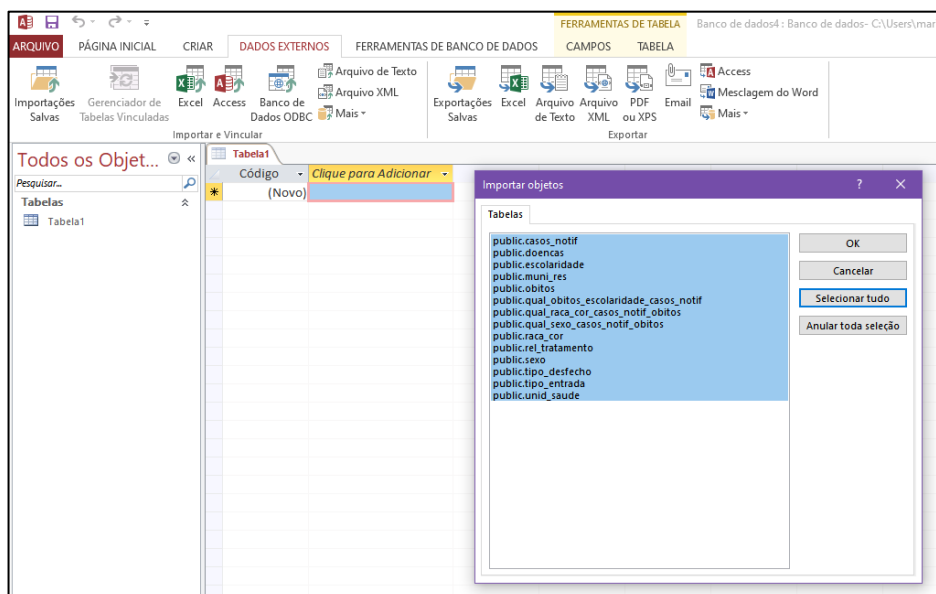 FERRAMENTAS DE TABELA Banco de dados4 : Banco de dados- C:\Users\mar
ARQUIVO PÁGINA INICIAL CRIAR DADOS EXTERNOS FERRAMENTAS DE BANCO DE DADOS CAMPOS TABELA
Importações Salvas
Gerenciador de Tabelas Vinculadas
Excel
Access
Banco de Dados ODBC
Arquivo de Texto
Arquivo XML
Mais
Importar e Vincular
Exportações Salvas
Excel
Arquivo de Texto
Arquivo XML
PDF ou XPS
Email
Access
Mesclagem do Word
Mais
Exportar
Todos os Objet... «
Pesquisar...
Tabelas
Tabela1
Tabela1
Código Clique para Adicionar
(Novo)
Importar objetos ? X
Tabelas
public.casos_notif
public.doencas
public.escolaridade
public.muni_res
public.obitos
public.qual_obitos_escolaridade_casos_notif
public.qual_raca_cor_casos_notif_obitos
public.qual_sexo_casos_notif_obitos
public.raca_cor
public.rel_tratamento
public.sexo
public.tipo_desfecho
public.tipo_entrada
public.unid_saude
OK
Cancelar
Selecionar tudo
Anular toda seleção